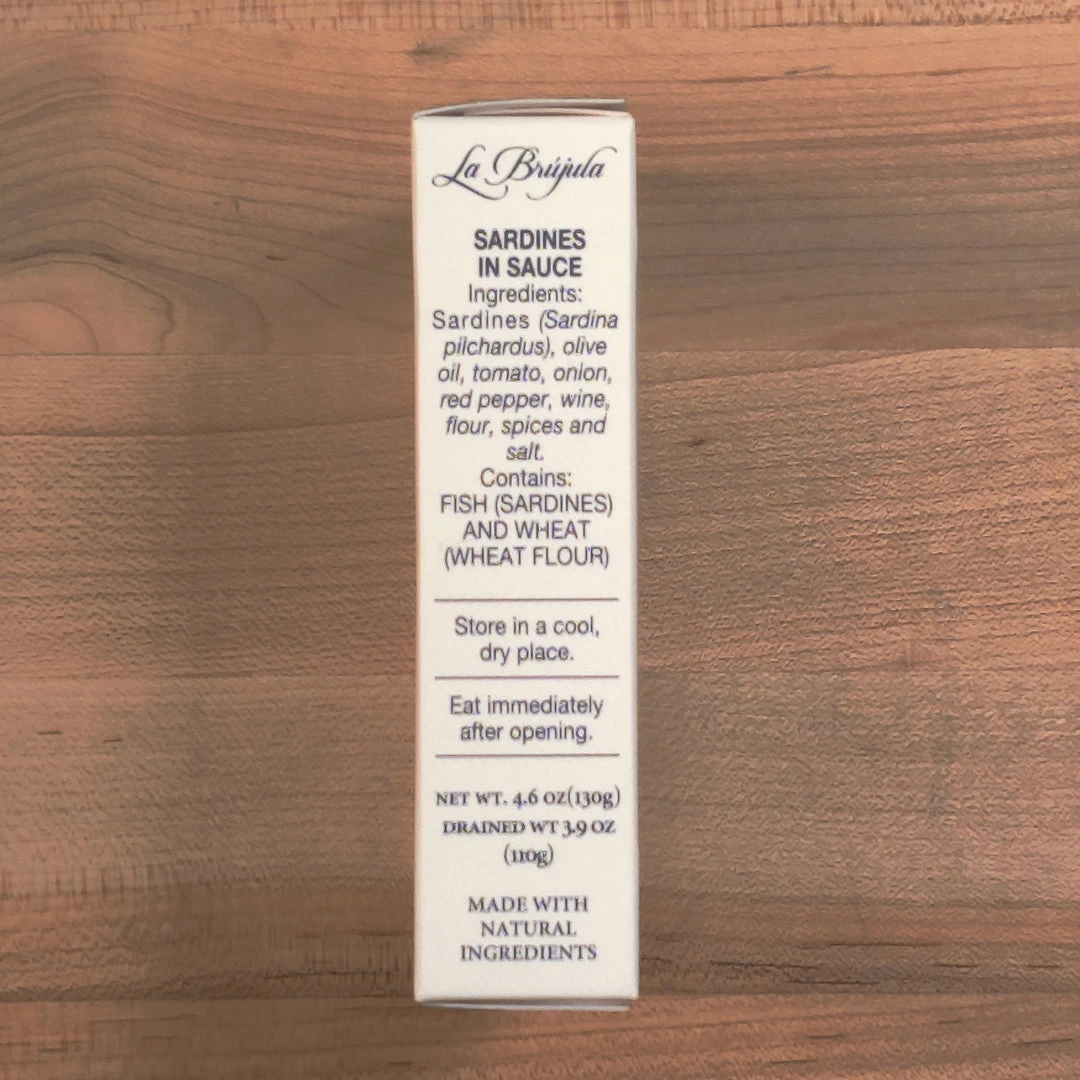 La Brújula
SARDINES
IN SAUCE
Ingredients:
Sardines (Sardina
pilchardus), olive
oil, tomato, onion,
red pepper, wine,
flour, spices and
salt.
Contains:
FISH (SARDINES)
AND WHEAT
(WHEAT FLOUR)
Store in a cool,
dry place.
Eat immediately
after opening.
NET WT. 4.6 OZ(130g)
DRAINED WT 3.9 OZ
(110g)
MADE WITH
NATURAL
INGREDIENTS